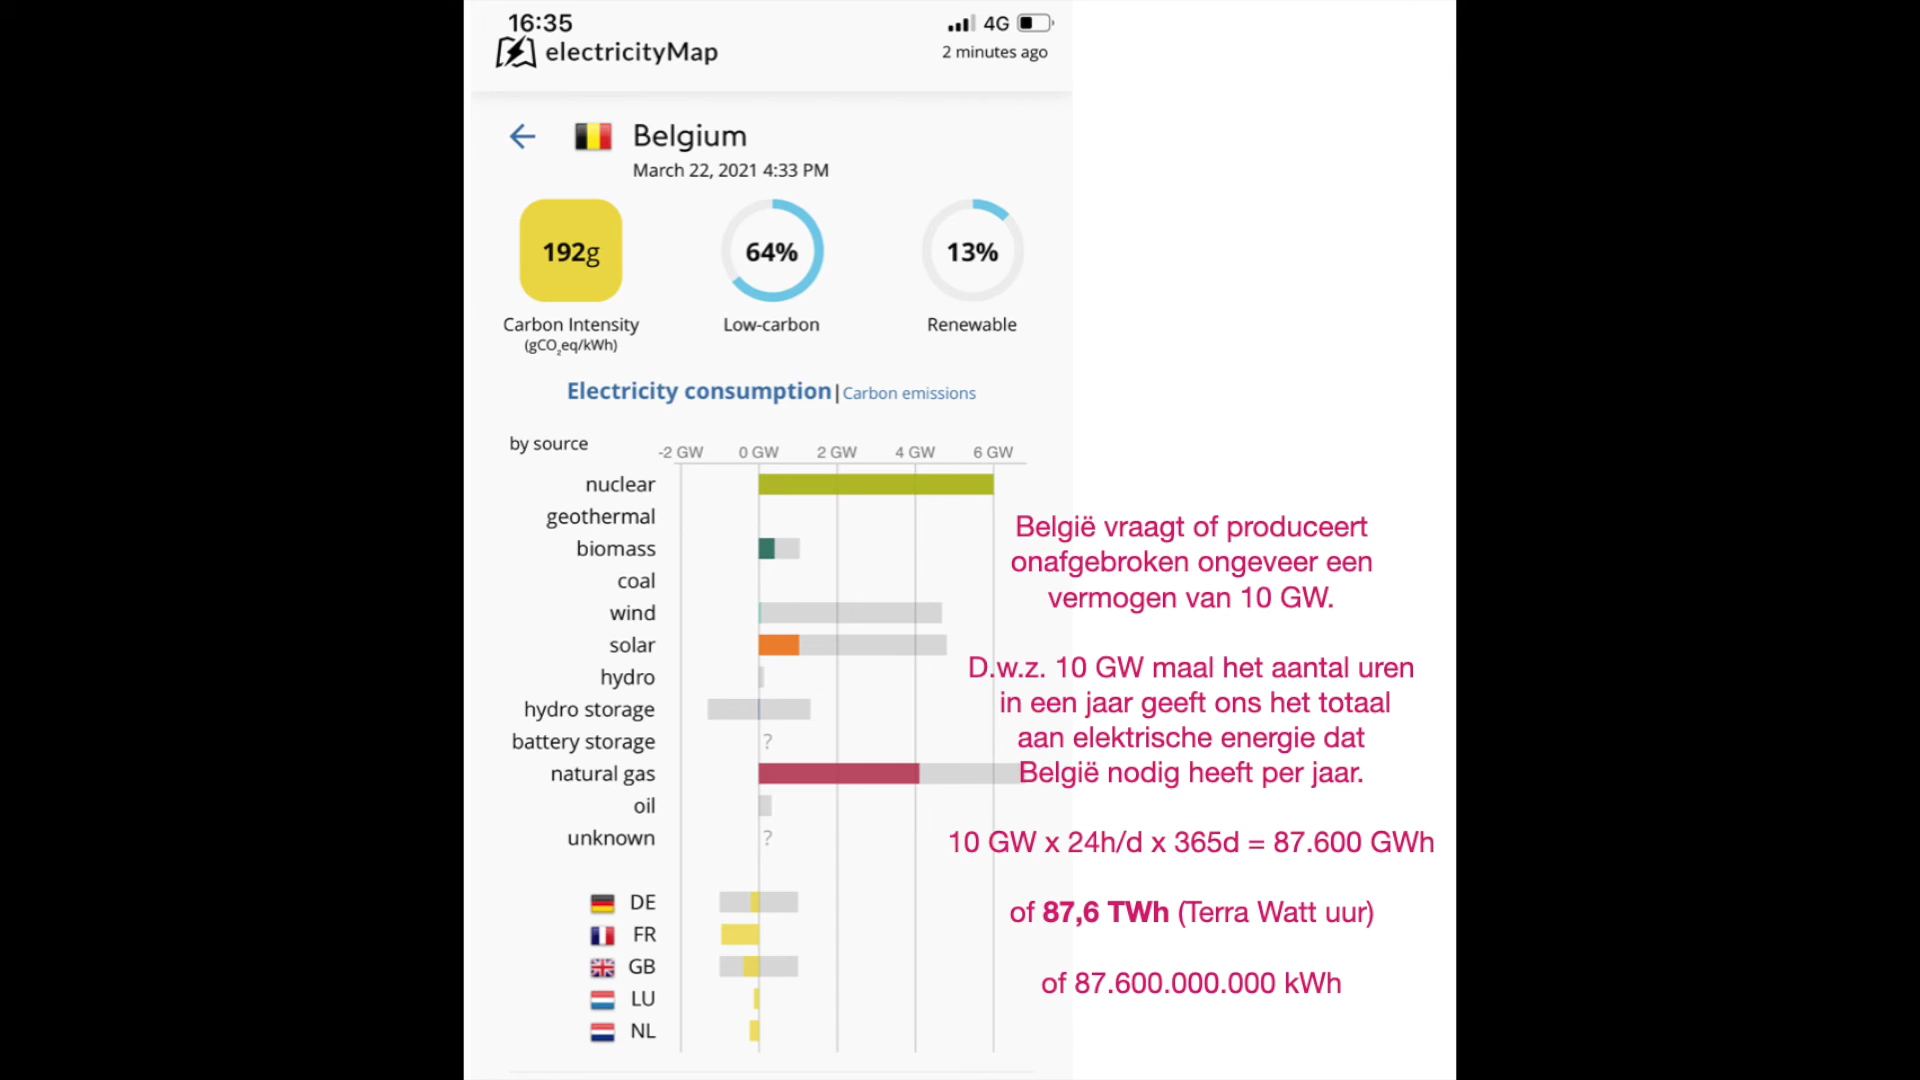 16:35
4G
electricityMap
2 minutes ago
Belgium
March 22, 2021 4:33 PM
192g
64%
13%
Carbon Intensity
(gCO₂eq/kWh)
Low-carbon
Renewable
Electricity consumption|Carbon emissions
by source
-2 GW 0 GW 2 GW 4 GW 6 GW
nuclear
geothermal
biomass
coal
wind
solar
hydro
hydro storage
battery storage ?
natural gas
oil
unknown ?
DE
FR
GB
LU
NL
België vraagt of produceert
onafgebroken ongeveer een
vermogen van 10 GW.
D.w.z. 10 GW maal het aantal uren
in een jaar geeft ons het totaal
aan elektrische energie dat
België nodig heeft per jaar.
10 GW x 24h/d x 365d = 87.600 GWh
of 87,6 TWh (Terra Watt uur)
of 87.600.000.000 kWh